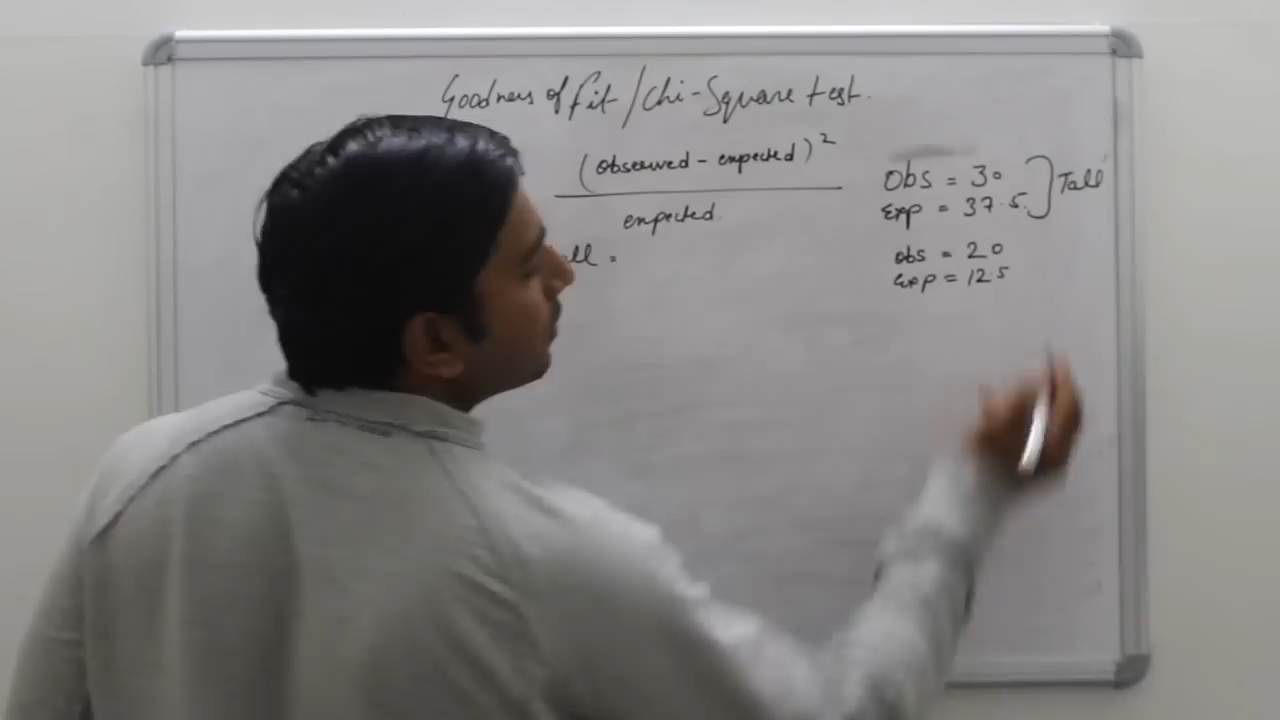 Goodness of fit / chi-square test.
(observed - expected)²
expected.
all =
Obs = 30
Exp = 37.5
Tall
obs = 20
Exp = 12.5